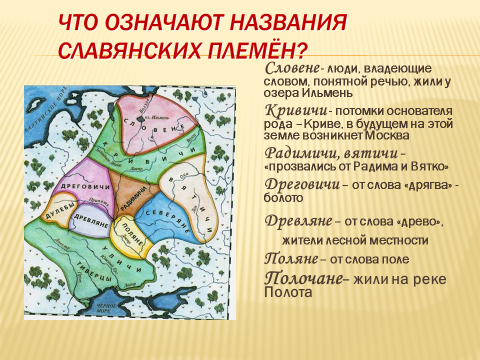 ЧТО ОЗНАЧАЮТ НАЗВАНИЯ
СЛАВЯНСКИХ ПЛЕМЁН?
Словене- люди, владеющие
словом, понятной речью, жили у
озера Ильмень
Кривичи- потомки основателя
рода – Криве, в будущем на этой
земле возникнет Москва
Радимичи, вятичи –
«прозвались от Радима и Вятко»
Дреговичи – от слова «дрягва» -
болото
Древляне – от слова «древо»,
жители лесной местности
Поляне – от слова поле
Полочане– жили на реке
Полота
СЛОВЕНЕ
КРИВИЧИ
ДРЕГОВИЧИ
РАДИМИЧИ
ВЯТИЧИ
ДУЛЕБЫ
ДРЕВЛЯНЕ
СЕВЕРЯНЕ
ПОЛЯНЕ
ТИВЕРЦЫ
ЧЕРНОЕ
МОРЕ